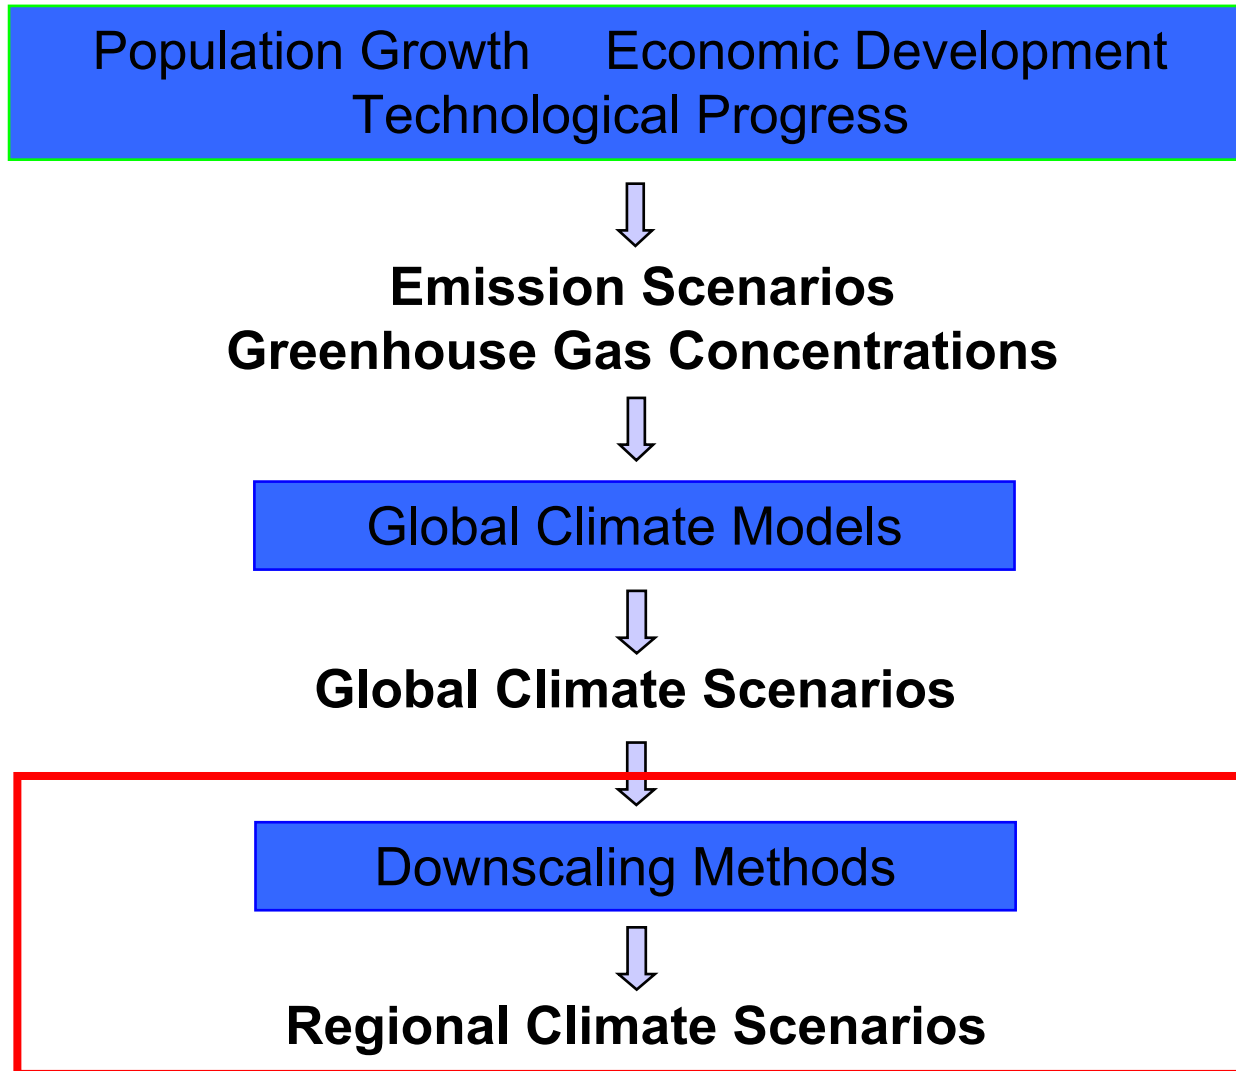 Population Growth Economic Development
Technological Progress
Emission Scenarios
Greenhouse Gas Concentrations
Global Climate Models
Global Climate Scenarios
Downscaling Methods
Regional Climate Scenarios